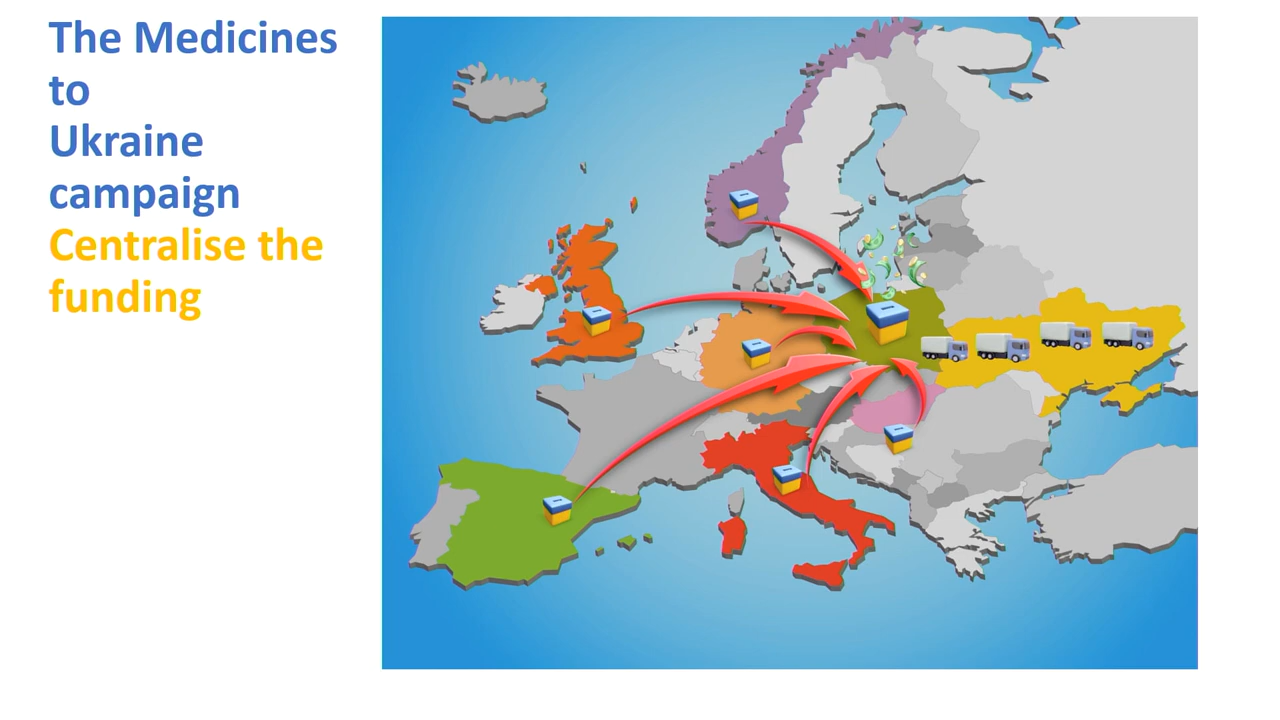 The Medicines
to
Ukraine
campaign
Centralise the
funding